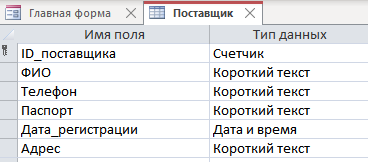 Главная форма × Поставщик ×
Имя поля Тип данных
ID_поставщика Счетчик
ФИО Короткий текст
Телефон Короткий текст
Паспорт Короткий текст
Дата_регистрации Дата и время
Адрес Короткий текст